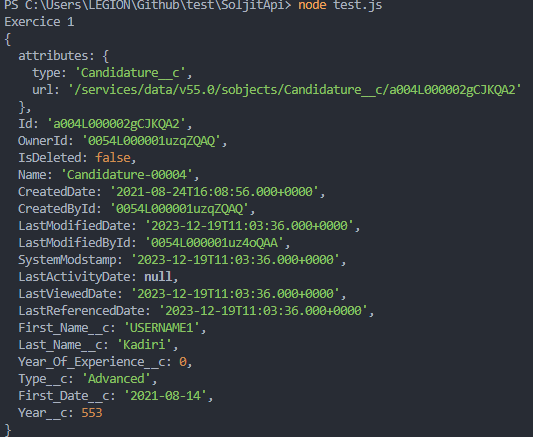 PS C:\Users\LEGION\Github\test\SoljitApi> node test.js
Exercice 1
{
  attributes: {
    type: 'Candidature__c',
    url: '/services/data/v55.0/sobjects/Candidature__c/a004L000002gCJKQA2'
  },
  Id: 'a004L000002gCJKQA2',
  OwnerId: '0054L000001uzqZQAQ',
  IsDeleted: false,
  Name: 'Candidature-00004',
  CreatedDate: '2021-08-24T16:08:56.000+0000',
  CreatedById: '0054L000001uzqZQAQ',
  LastModifiedDate: '2023-12-19T11:03:36.000+0000',
  LastModifiedById: '0054L000001uz4oQAA',
  SystemModstamp: '2023-12-19T11:03:36.000+0000',
  LastActivityDate: null,
  LastViewedDate: '2023-12-19T11:03:36.000+0000',
  LastReferencedDate: '2023-12-19T11:03:36.000+0000',
  First_Name__c: 'USERNAME1',
  Last_Name__c: 'Kadiri',
  Year_Of_Experience__c: 0,
  Type__c: 'Advanced',
  First_Date__c: '2021-08-14',
  Year__c: 553
}